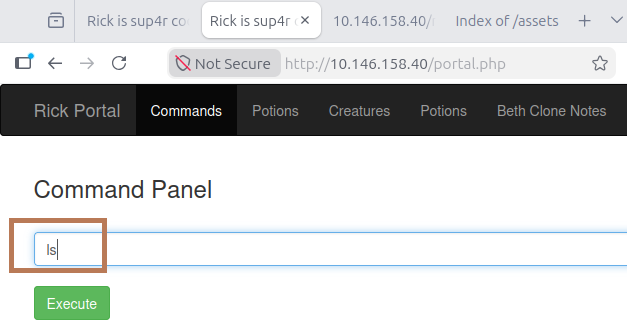 Rick is sup4r co Rick is sup4r c 10.146.158.40/ Index of /assets
Not Secure http://10.146.158.40/portal.php
Rick Portal Commands Potions Creatures Potions Beth Clone Notes
Command Panel
ls
Execute